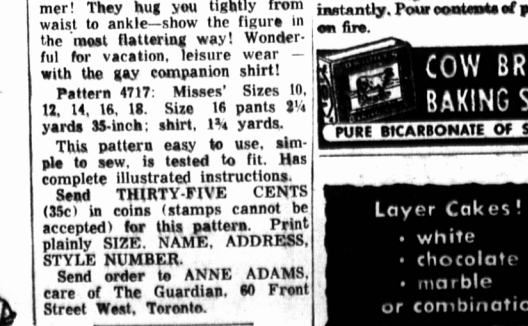 mer! They hug you tightly from
waist to ankle—show the figure in
the most flattering way! Wonder-
ful for vacation, leisure wear —
with the gay companion shirt!
Pattern 4717: Misses' Sizes 10,
12, 14, 16, 18. Size 16 pants 2¼
yards 35-inch; shirt, 1¾ yards.
This pattern easy to use, sim-
ple to sew, is tested to fit. Has
complete illustrated instructions.
Send THIRTY-FIVE CENTS
(35c) in coins (stamps cannot be
accepted) for this pattern. Print
plainly SIZE. NAME, ADDRESS,
STYLE NUMBER.
Send order to ANNE ADAMS,
care of The Guardian, 60 Front
Street West, Toronto.
instantly. Pour contents of p
on fire.
COW BR
BAKING S
PURE BICARBONATE OF S
Layer Cakes!
• white
• chocolate
• marble
or combinatio